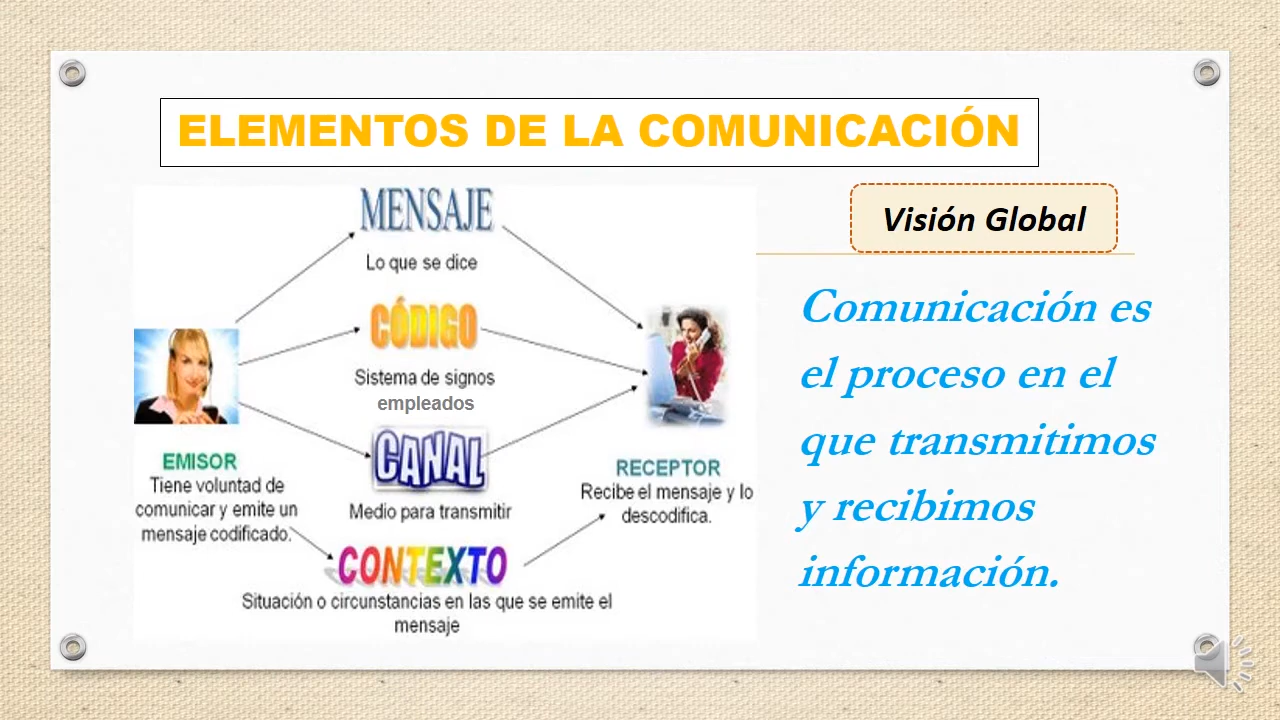 ELEMENTOS DE LA COMUNICACIÓN
MENSAJE
Lo que se dice
CÓDIGO
Sistema de signos
empleados
CANAL
Medio para transmitir
EMISOR
Tiene voluntad de
comunicar y emite un
mensaje codificado.
RECEPTOR
Recibe el mensaje y lo
descodifica.
CONTEXTO
Situación o circunstancias en las que se emite el
mensaje
Visión Global
Comunicación es
el proceso en el
que transmitimos
y recibimos
información.